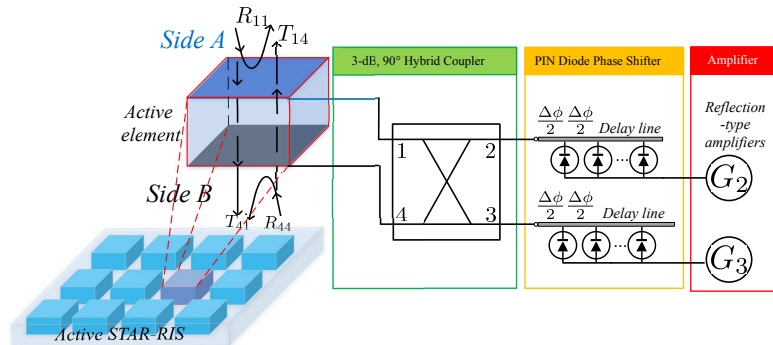 R11
T14
Side A
Active
element
Side B
T41
R44
Active STAR-RIS
3-dB, 90° Hybrid Coupler
1
2
4
3
PIN Diode Phase Shifter
Δϕ/2 Δϕ/2
Delay line
...
Δϕ/2 Δϕ/2
Delay line
...
Amplifier
Reflection
-type
amplifiers
G2
G3